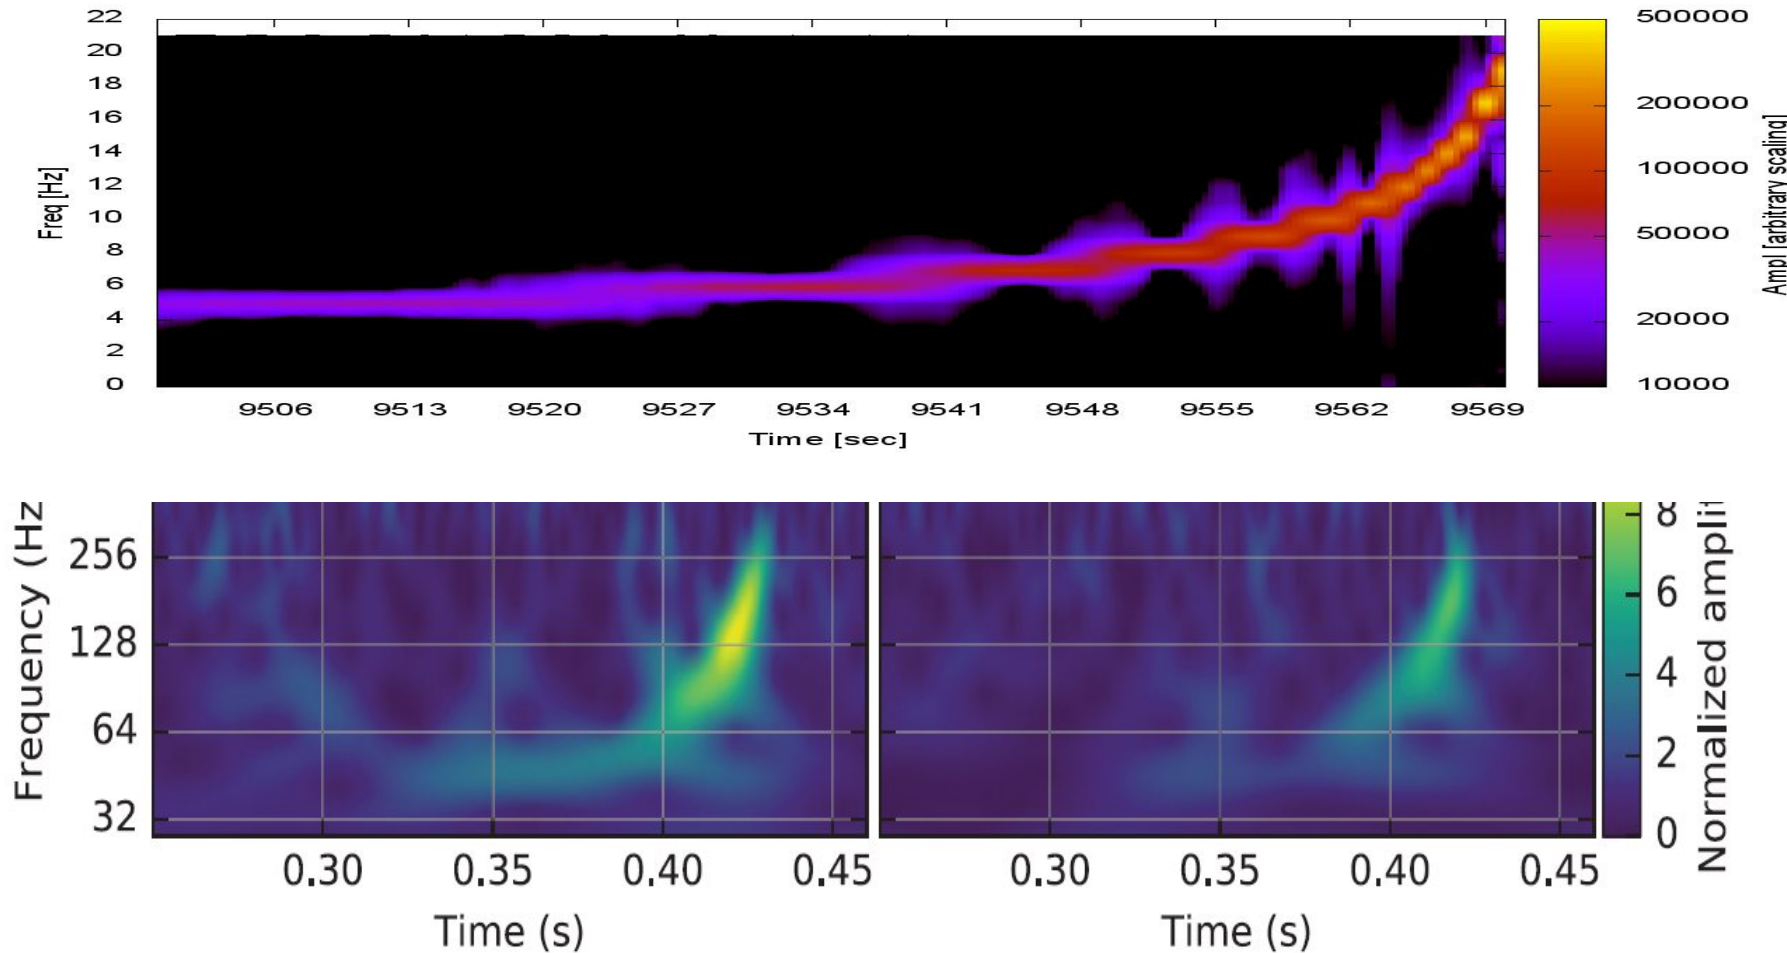 22
20
18
16
14
12
10
8
6
4
2
0
Freq [Hz]
9506 9513 9520 9527 9534 9541 9548 9555 9562 9569
Time [sec]
500000
200000
100000
50000
20000
10000
Ampl [arbitrary scaling]
Frequency (Hz
256
128
64
32
0.30 0.35 0.40 0.45
Time (s)
0.30 0.35 0.40 0.45
Time (s)
8
6
4
2
0
Normalized ampli